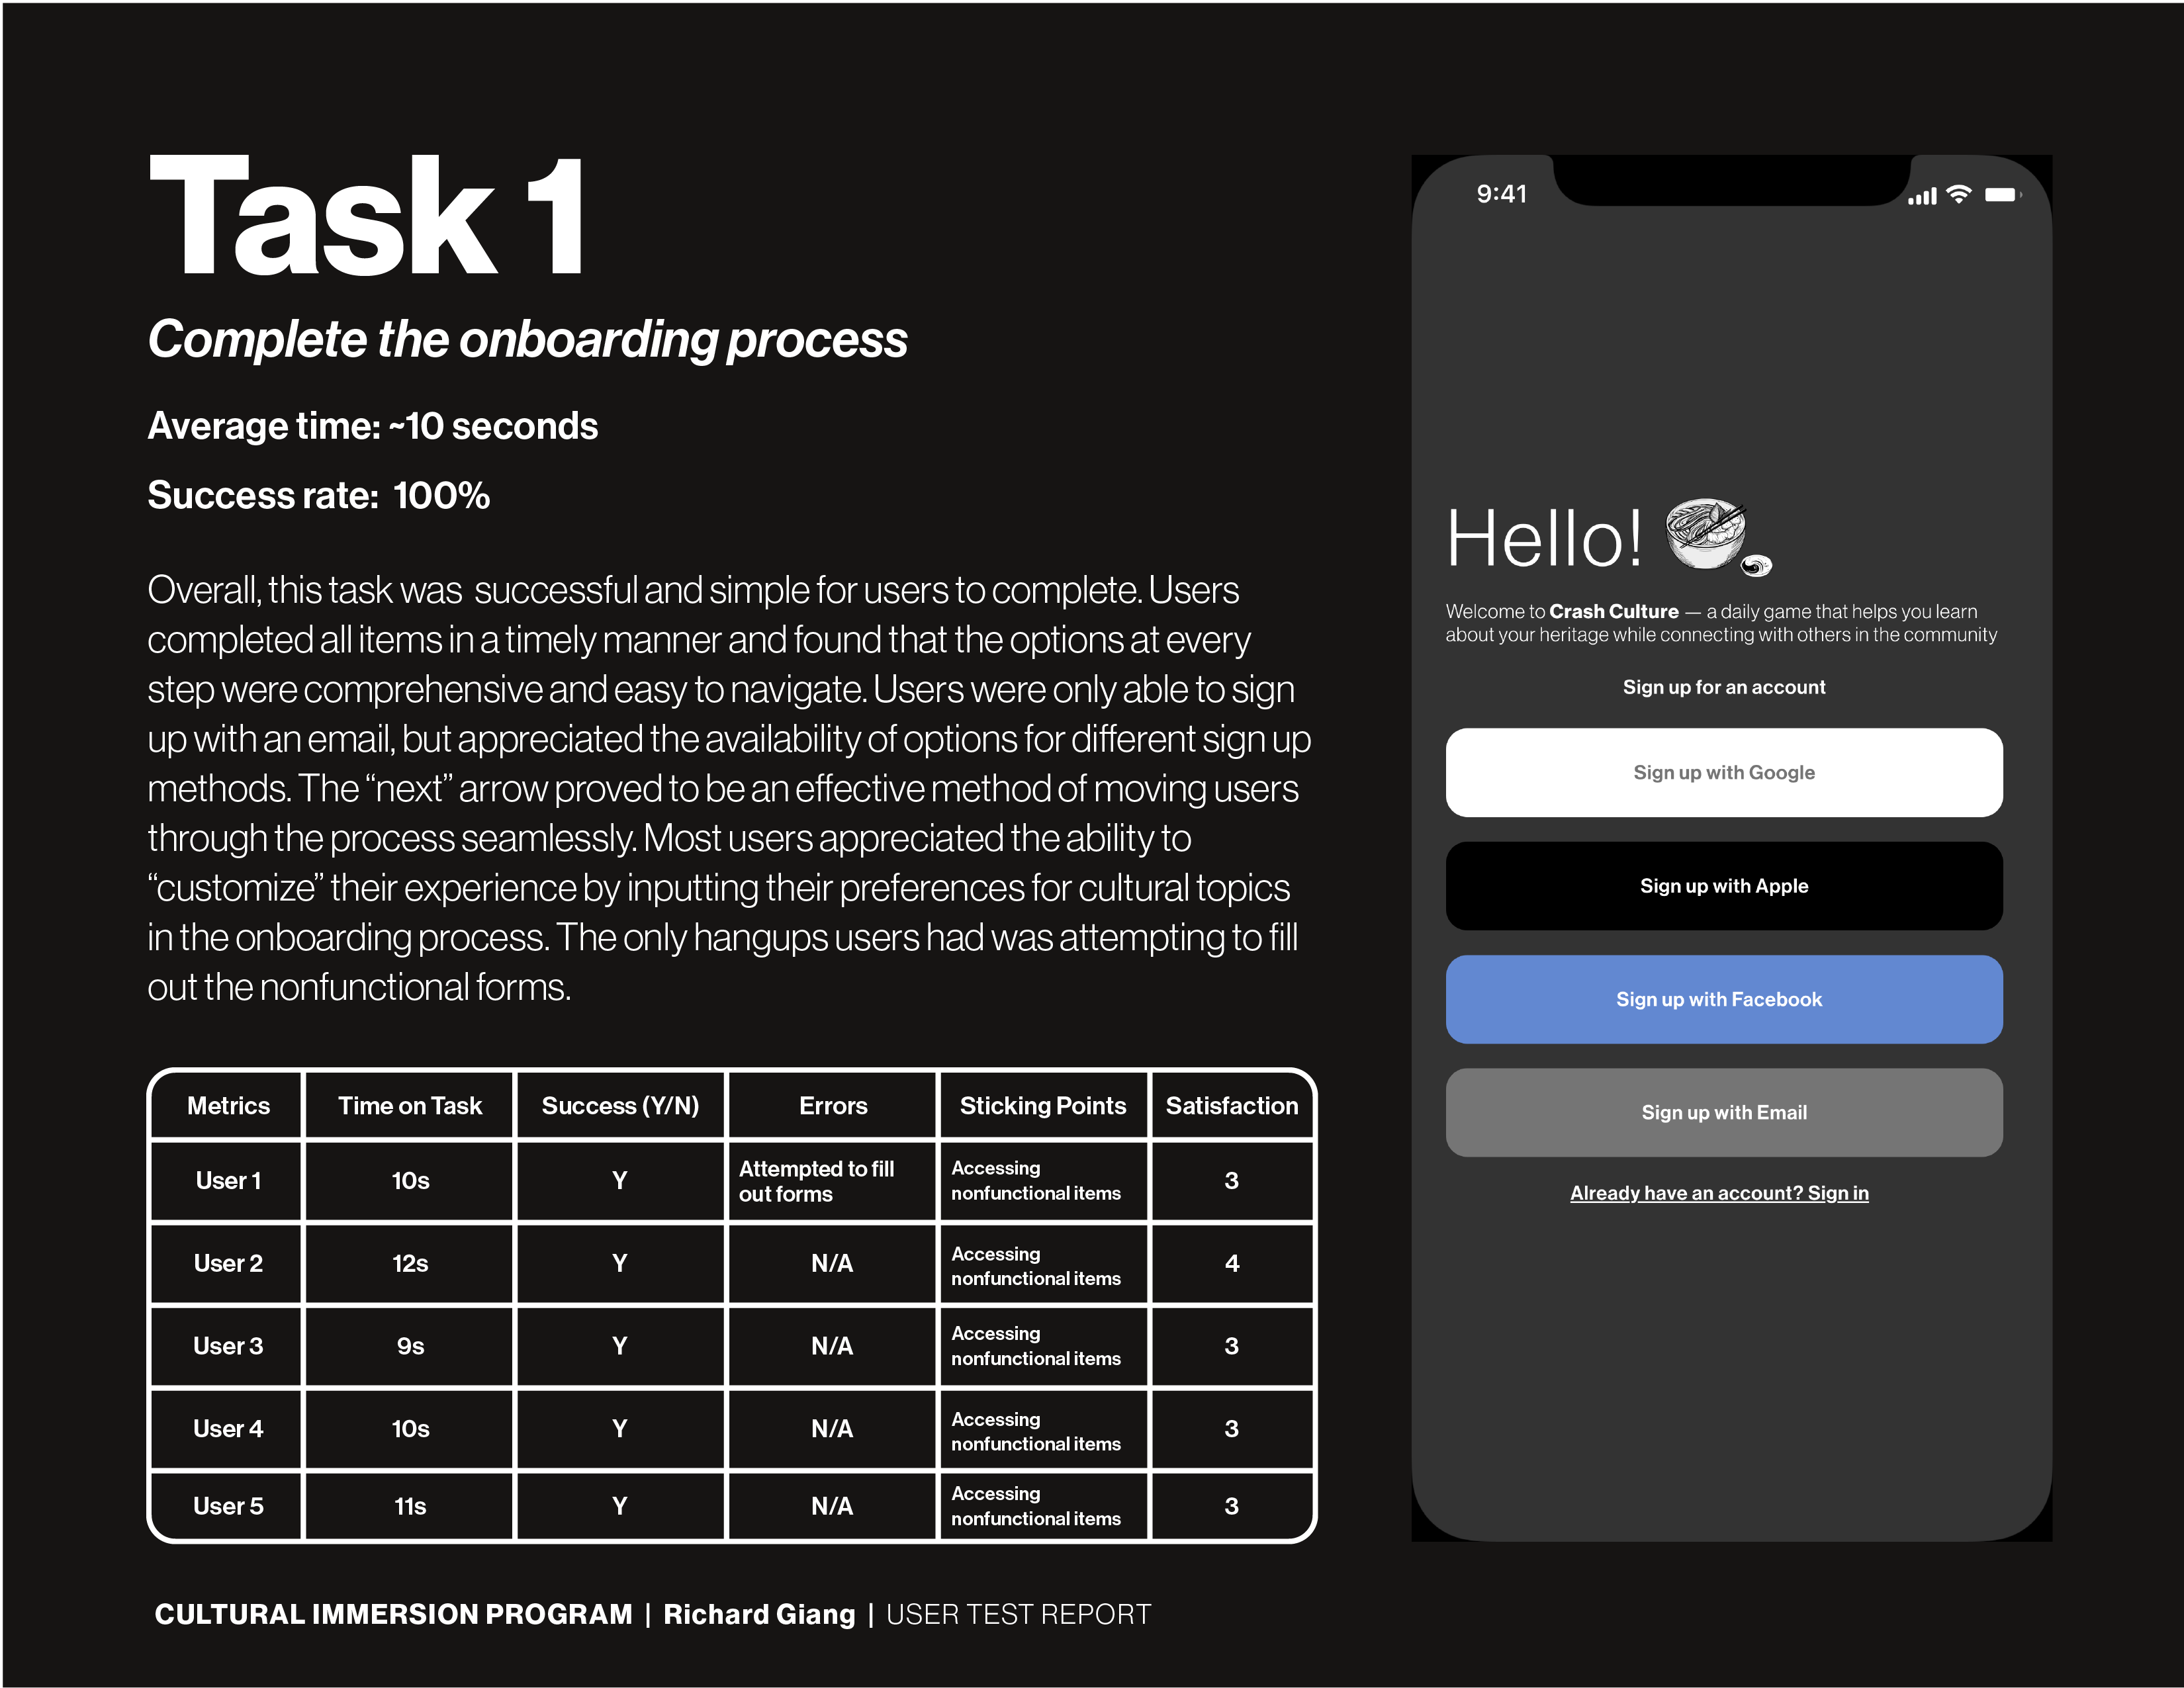 Task 1
Complete the onboarding process
Average time: ~10 seconds
Success rate:  100%
Overall, this task was  successful and simple for users to complete. Users
completed all items in a timely manner and found that the options at every
step were comprehensive and easy to navigate. Users were only able to sign
up with an email, but appreciated the availability of options for different sign up
methods. The “next” arrow proved to be an effective method of moving users
through the process seamlessly. Most users appreciated the ability to
“customize” their experience by inputting their preferences for cultural topics
in the onboarding process. The only hangups users had was attempting to fill
out the nonfunctional forms.
Metrics Time on Task Success (Y/N) Errors Sticking Points Satisfaction
User 1 10s Y Attempted to fill out forms Accessing nonfunctional items 3
User 2 12s Y N/A Accessing nonfunctional items 4
User 3 9s Y N/A Accessing nonfunctional items 3
User 4 10s Y N/A Accessing nonfunctional items 3
User 5 11s Y N/A Accessing nonfunctional items 3
9:41
Hello!
Welcome to Crash Culture — a daily game that helps you learn
about your heritage while connecting with others in the community
Sign up for an account
Sign up with Google
Sign up with Apple
Sign up with Facebook
Sign up with Email
Already have an account? Sign in
CULTURAL IMMERSION PROGRAM | Richard Giang | USER TEST REPORT